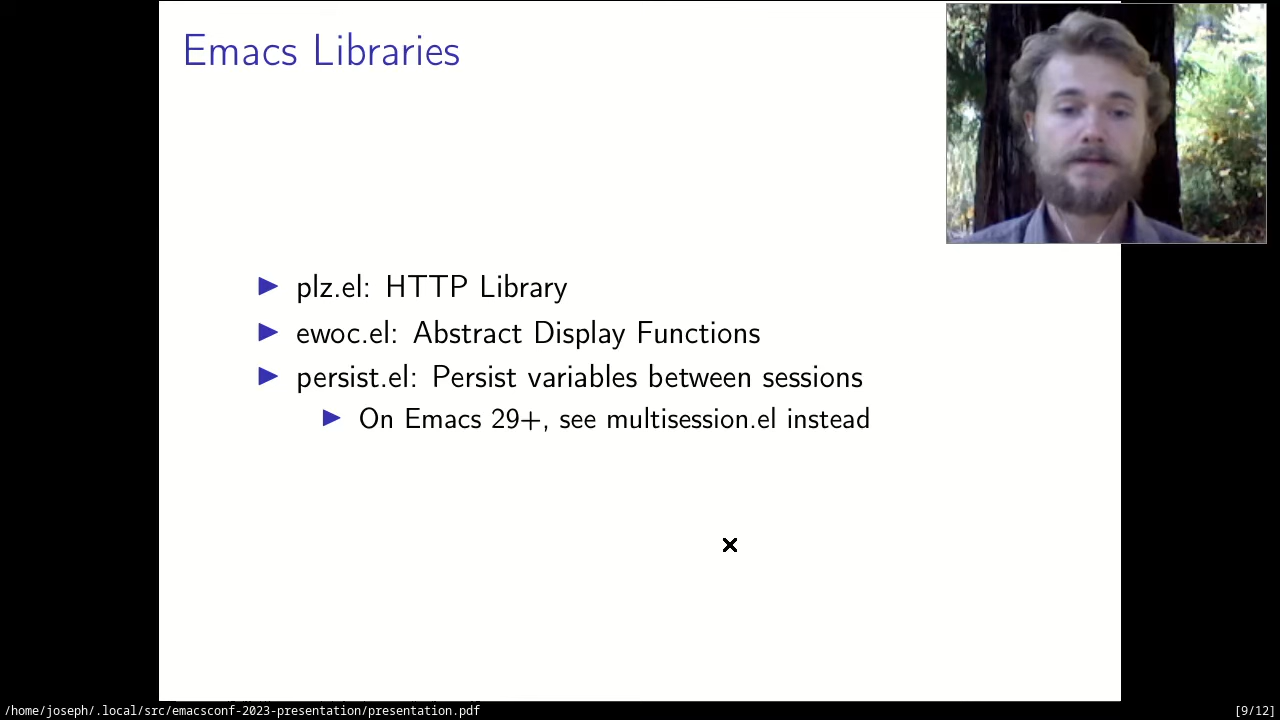 Emacs Libraries
▶ plz.el: HTTP Library
▶ ewoc.el: Abstract Display Functions
▶ persist.el: Persist variables between sessions
▶ On Emacs 29+, see multisession.el instead
/home/joseph/.local/src/emacsconf-2023-presentation/presentation.pdf [9/12]